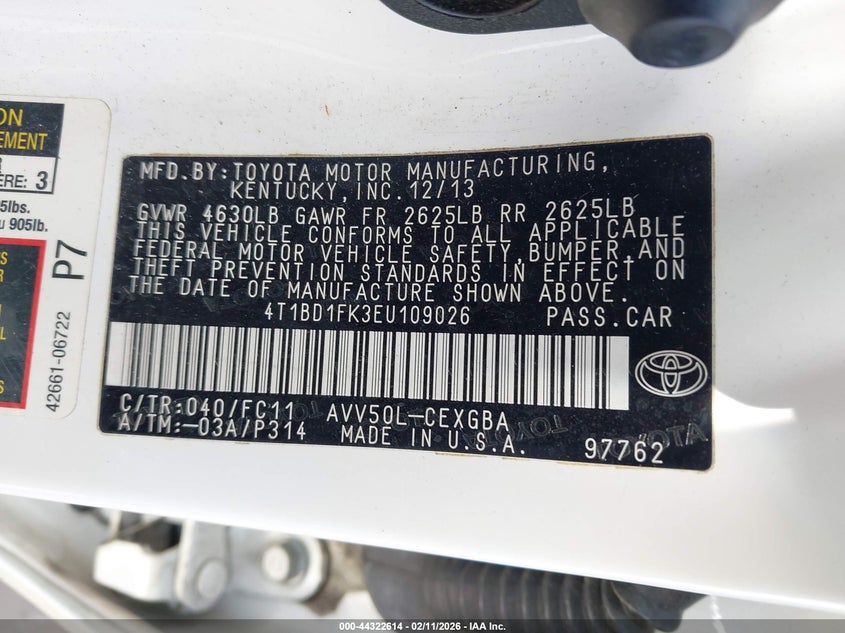 ON
EMENT
R
ERE: 3
5lbs.
u 905lb.
S
R
L
S
P7
42661-06722
MFD.BY:TOYOTA MOTOR MANUFACTURING,
KENTUCKY,INC.12/13
GVWR 4630LB GAWR FR 2625LB RR 2625LB
THIS VEHICLE CONFORMS TO ALL APPLICABLE
FEDERAL MOTOR VEHICLE SAFETY,BUMPER,AND
THEFT PREVENTION STANDARDS IN EFFECT ON
THE DATE OF MANUFACTURE SHOWN ABOVE.
4T1BD1FK3EU109026 PASS.CAR
C/TR:040/FC11 AVV50L-CEXGBA
A/TM:-03A/P314 MADE IN U.S.A. 97762
TOYOTA
000-44322614 - 02/11/2026 - IAA Inc.